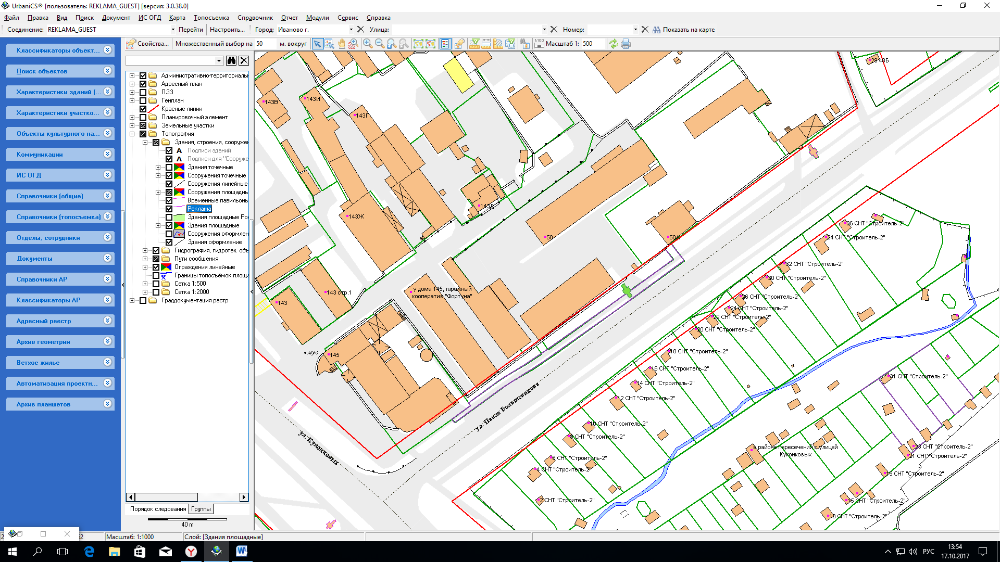 UrbaniCS® [пользователь: REKLAMA_GUEST] [версия: 3.0.38.0]
Файл Правка Вид Поиск Документ ИС ОГД Карта Топосъемка Справочник Отчет Модули Сервис Справка
Соединение: REKLAMA_GUEST Перейти Настроить... Город: Иваново г. Улица: Номер: Показать на карте
Свойства... Множественный выбор на 50 м. вокруг 1:100 Масштаб 1: 500
Классификаторы объект...
Поиск объектов
Характеристики зданий (...
Характеристики участко...
Объекты культурного на...
Коммуникации
ИС ОГД
Справочники (общие)
Справочники (топосъемка)
Отделы, сотрудники
Документы
Справочники АР
Классификаторы АР
Адресный реестр
Архив геометрии
Ветхое жилье
Автоматизация проектн...
Архив планшетов
Административно-территориальн
Адресный план
ПЗЗ
Генплан
Красные линии
Планировочный элемент
Земельные участки
Топография
Здания, строения, сооружен
A Подписи зданий
A Подписи для "Сооруже
Здания точечные
Сооружения точечные
Сооружения линейные
Сооружения площадны
Временные павильоны
Реклама
Здания площадные Рос
Здания площадные
Сооружения оформлен
Здания оформление
Гидрография, гидротех. объ
Пути сообщения
Ограждения линейные
Границы топосъёмок площа
Сетка 1:500
Сетка 1:2000
Граддокументация растр
Порядок следования Группы
40 m
29 48Б
143В
143И
143Г
143Д
143Ж
50
50А
143 стр.1
143
у дома 145, гаражный
кооператив "Фортуна"
мус
145
ул. Павла Большевикова
ул. Куконковых
36 СНТ "Строитель-2"
34 СНТ "Строитель-2"
32 СНТ "Строитель-2"
30 СНТ "Строитель-2"
26 СНТ "Строитель-2"
24 СНТ "Строитель-2"
22 СНТ "Строитель-2"
20 СНТ "Строитель-2"
18 СНТ "Строитель-2"
16 СНТ "Строитель-2"
14 СНТ "Строитель-2"
12 СНТ "Строитель-2"
10 СНТ "Строитель-2"
8 СНТ "Строитель-2"
6 СНТ "Строитель-2"
4 СНТ "Строитель-2"
2 СНТ "Строитель-2"
31 СНТ "Строитель-2"
в районе пересечений с улицей
Куконковых
23 СНТ "Строитель-2"
21 СНТ "Строитель-2"
19 СНТ "Строитель-2"
15 СНТ "Строитель-2"
13 СНТ "Строитель-2"
Масштаб: 1:1000 Слой: [Здания площадные]
РУС
13:54
17.10.2017